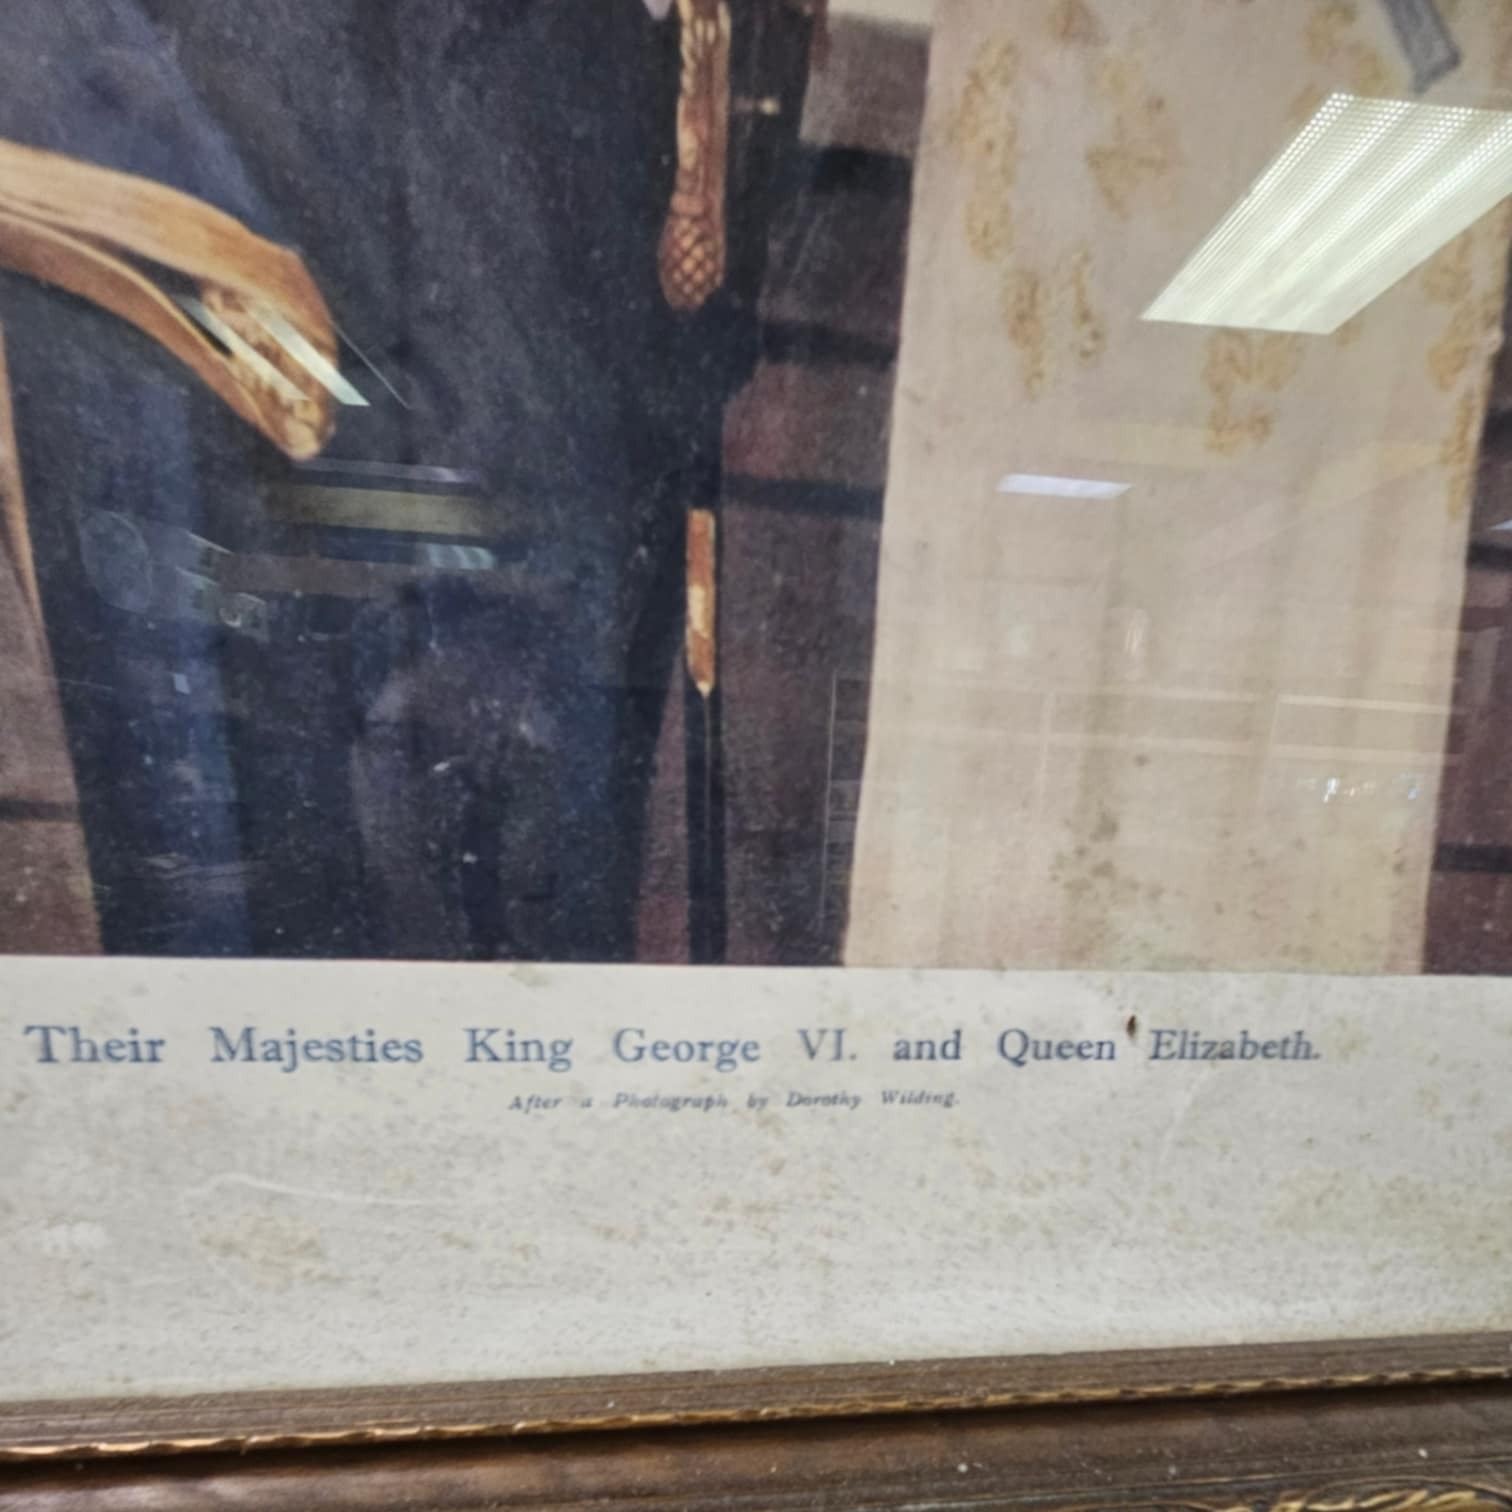 Their Majesties King George VI. and Queen Elizabeth.
After a Photograph by Dorothy Wilding.